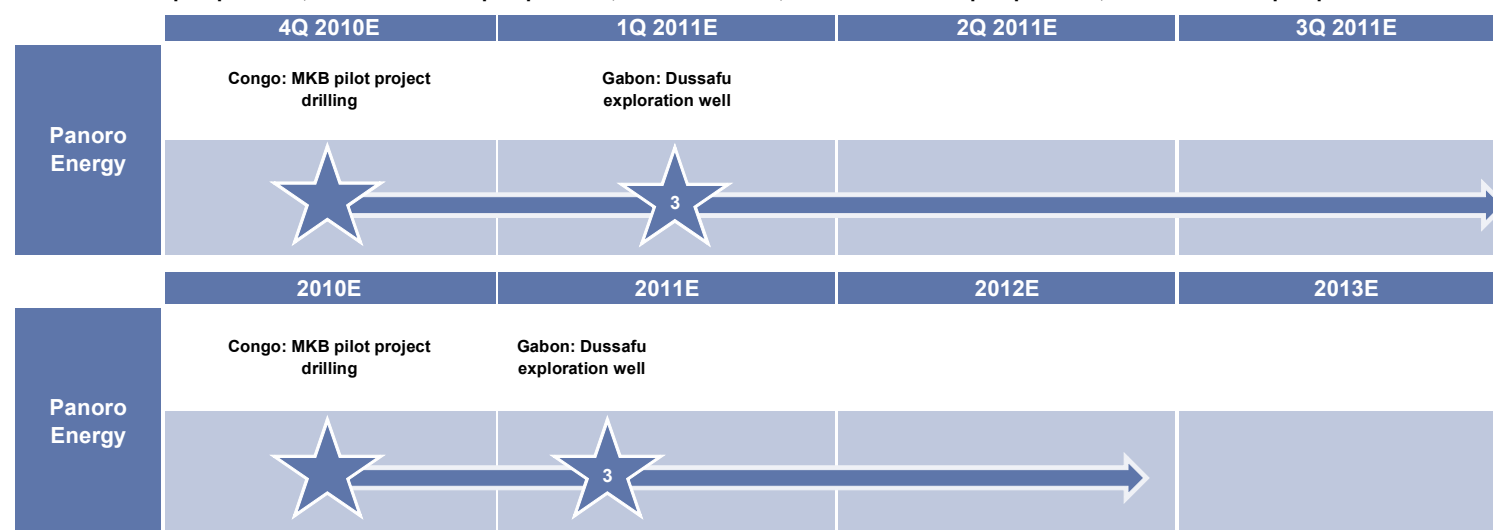 4Q 2010E 1Q 2011E 2Q 2011E 3Q 2011E
Congo: MKB pilot project
drilling
Gabon: Dussafu
exploration well
Panoro
Energy
3
2010E 2011E 2012E 2013E
Congo: MKB pilot project
drilling
Gabon: Dussafu
exploration well
Panoro
Energy
3